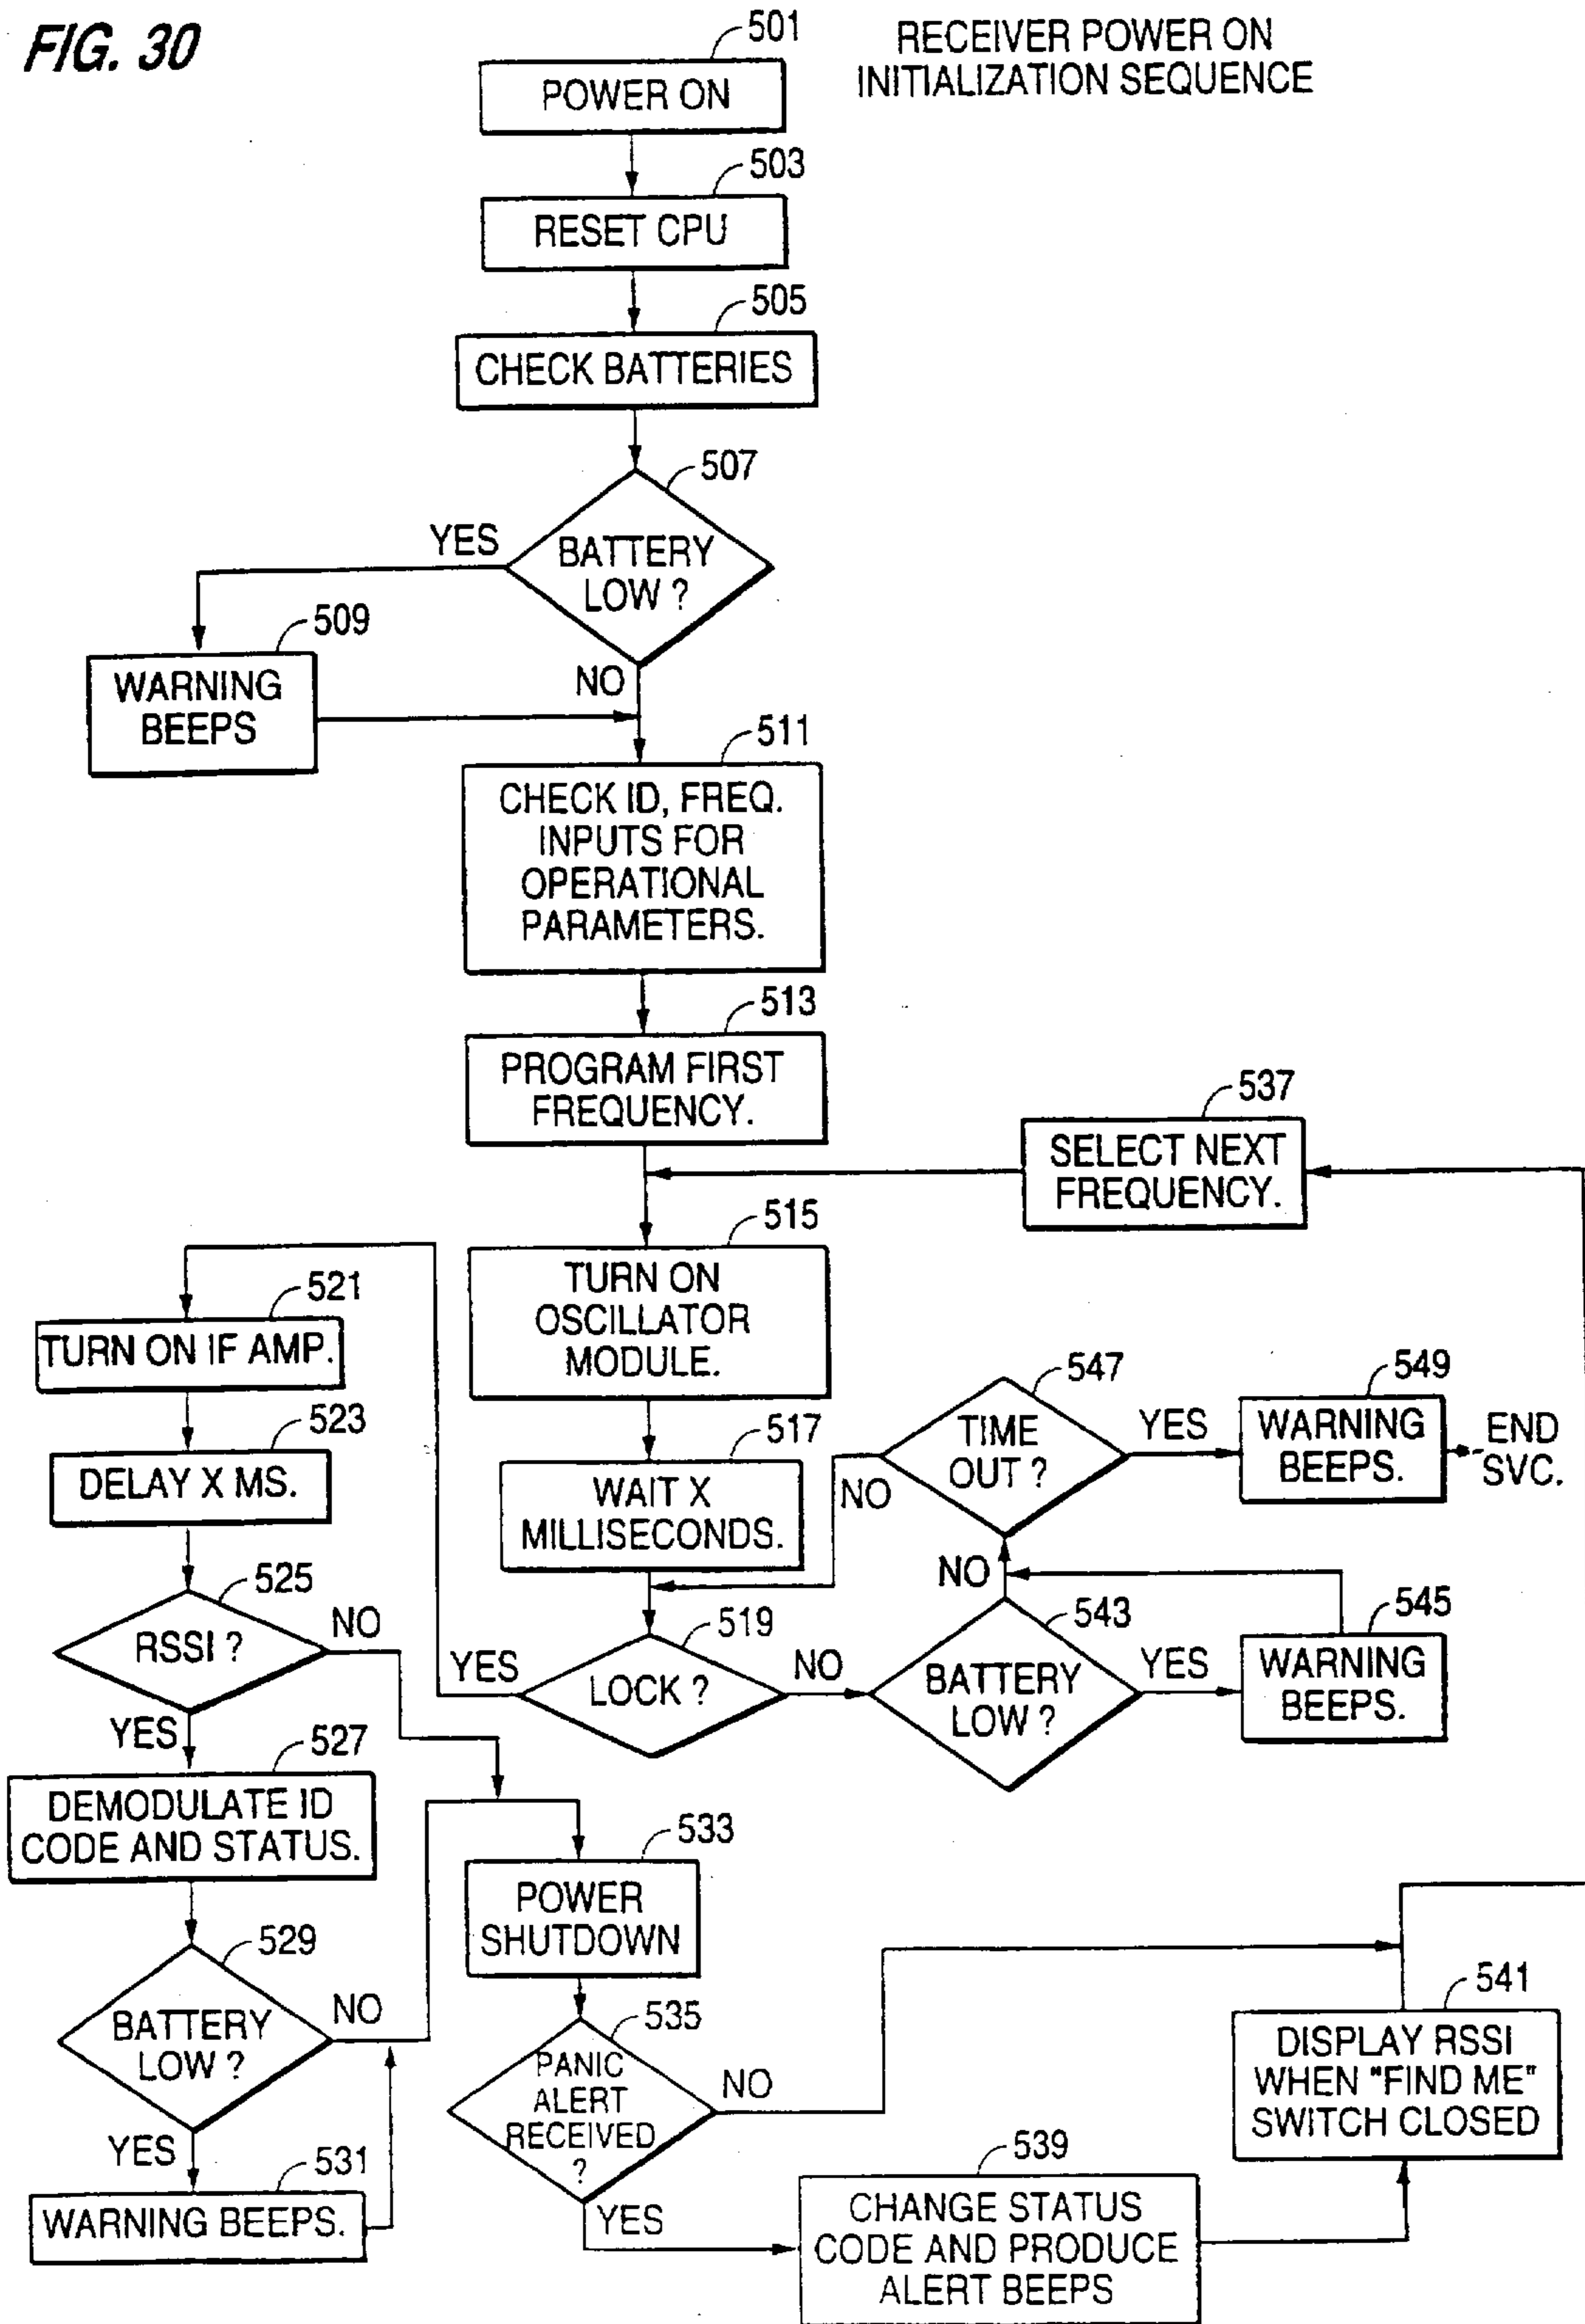 FIG. 30
RECEIVER POWER ON
INITIALIZATION SEQUENCE
501
POWER ON
503
RESET CPU
505
CHECK BATTERIES
507
BATTERY
LOW ?
YES
NO
509
WARNING
BEEPS
511
CHECK ID, FREQ.
INPUTS FOR
OPERATIONAL
PARAMETERS.
513
PROGRAM FIRST
FREQUENCY.
537
SELECT NEXT
FREQUENCY.
515
TURN ON
OSCILLATOR
MODULE.
521
TURN ON IF AMP.
523
DELAY X MS.
517
WAIT X
MILLISECONDS.
547
TIME
OUT ?
YES
NO
549
WARNING
BEEPS.
END
SVC.
525
RSSI ?
NO
YES
519
LOCK ?
YES
NO
543
BATTERY
LOW ?
NO
YES
545
WARNING
BEEPS.
527
DEMODULATE ID
CODE AND STATUS.
529
BATTERY
LOW ?
NO
YES
531
WARNING BEEPS.
533
POWER
SHUTDOWN
535
PANIC
ALERT
RECEIVED
?
NO
YES
539
CHANGE STATUS
CODE AND PRODUCE
ALERT BEEPS
541
DISPLAY RSSI
WHEN "FIND ME"
SWITCH CLOSED